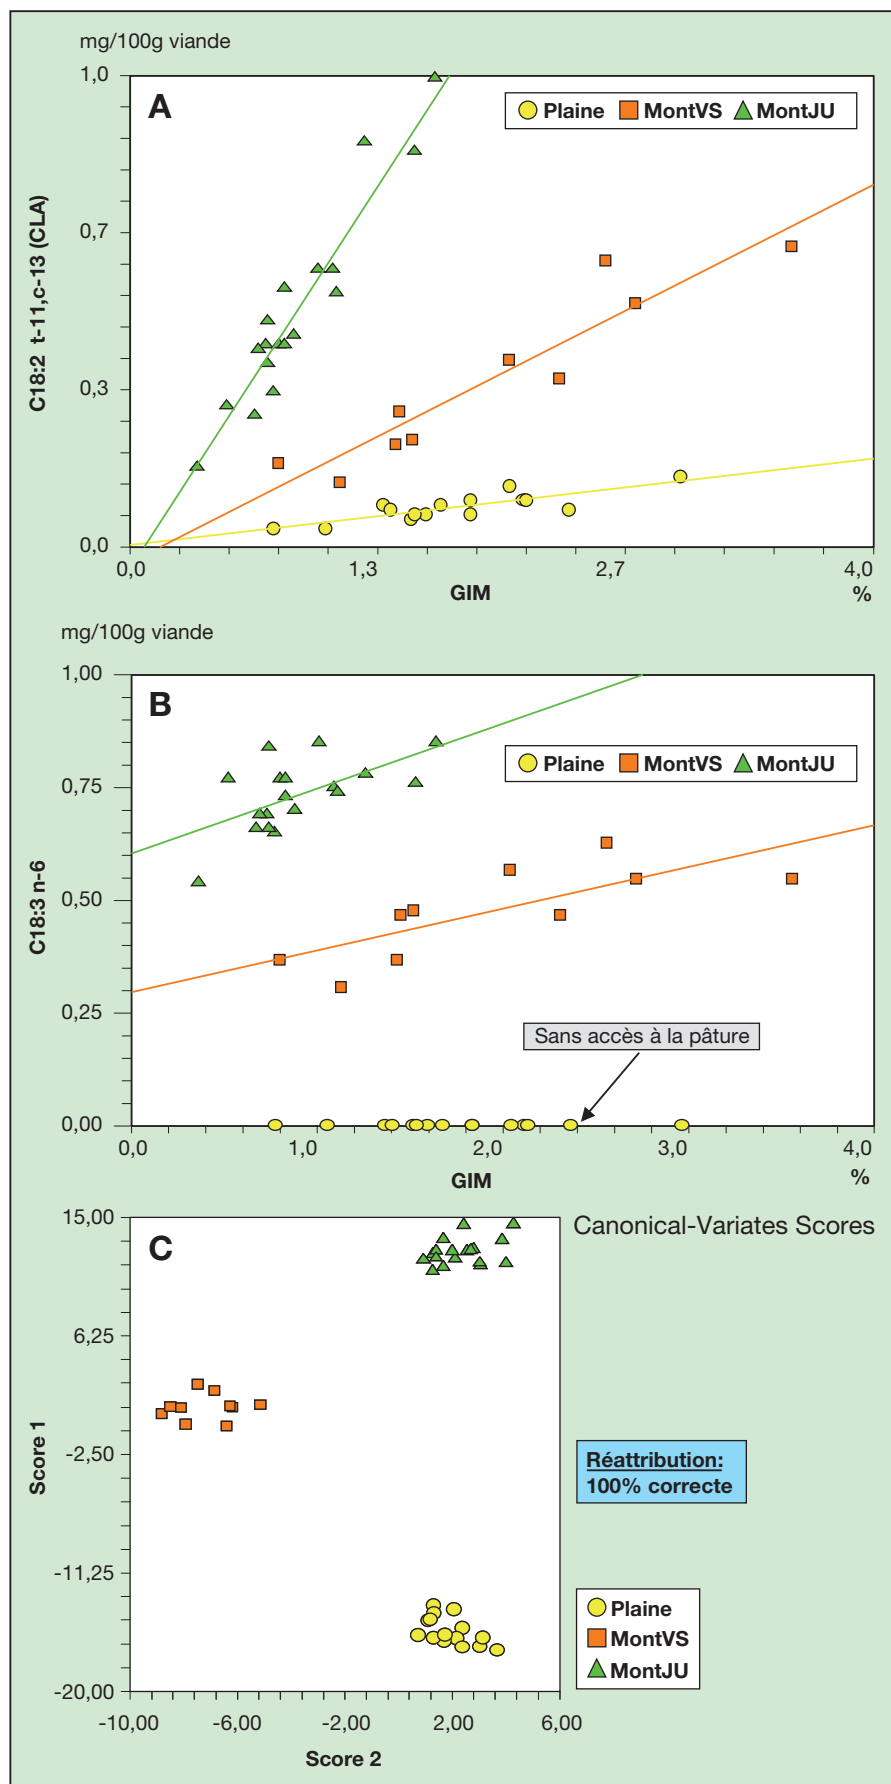 mg/100g viande
1,0
A
Plaine MontVS MontJU
0,7
C18:2 t-11,c-13 (CLA)
0,3
0,0
0,0 1,3 2,7 4,0
GIM %
mg/100g viande
1,00
B
Plaine MontVS MontJU
0,75
C18:3 n-6
0,50
0,25
Sans accès à la pâture
0,00
0,0 1,0 2,0 3,0 4,0
GIM %
15,00
C
Canonical-Variates Scores
6,25
Score 1
-2,50
Réattribution:
100% correcte
-11,25
Plaine
MontVS
MontJU
-20,00
-10,00 -6,00 -2,00 2,00 6,00
Score 2